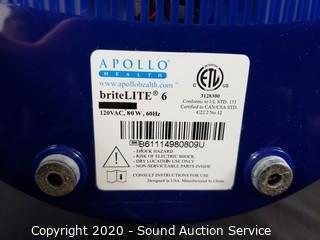 APOLLO
HEALTH
www.apollohealth.com
briteLITE® 6
120VAC, 80 W, 60Hz
ETL
LISTED
3128300
Conforms to UL STD. 153
Certified to CAN/CSA STD.
C22.2 No.12
B61114980809U
- SHOCK HAZARD
- RISK OF ELECTRIC SHOCK
- DRY LOCATION USE ONLY
- NON-SERVICEABLE PARTS INSIDE
CONSULT INSTRUCTIONS FOR USE
Designed in USA. Manufactured In China
Copyright 2020 - Sound Auction Service